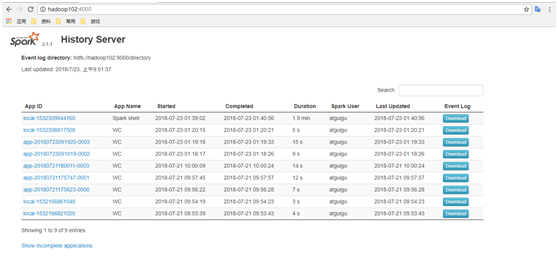 hadoop102:4000
应用 资料 常用 游戏
Spark 2.1.1 History Server
Event log directory: hdfs://hadoop102:9000/directory
Last updated: 2018/7/23, 上午9:51:37
Search:
App ID App Name Started Completed Duration Spark User Last Updated Event Log
local-1532309944160 Spark shell 2018-07-23 01:39:02 2018-07-23 01:40:56 1.9 min atguigu 2018-07-23 01:40:56 Download
local-1532308817508 WC 2018-07-23 01:20:15 2018-07-23 01:20:21 5 s atguigu 2018-07-23 01:20:21 Download
app-20180723091920-0003 WC 2018-07-23 01:19:18 2018-07-23 01:19:33 15 s atguigu 2018-07-23 01:19:33 Download
app-20180723091819-0002 WC 2018-07-23 01:18:17 2018-07-23 01:18:26 9 s atguigu 2018-07-23 01:18:26 Download
app-20180721180011-0003 WC 2018-07-21 10:00:09 2018-07-21 10:00:24 14 s atguigu 2018-07-21 10:00:24 Download
app-20180721175747-0001 WC 2018-07-21 09:57:45 2018-07-21 09:57:57 12 s atguigu 2018-07-21 09:57:57 Download
app-20180721175623-0000 WC 2018-07-21 09:56:22 2018-07-21 09:56:28 7 s atguigu 2018-07-21 09:56:28 Download
local-1532166861548 WC 2018-07-21 09:54:19 2018-07-21 09:54:23 3 s atguigu 2018-07-21 09:54:23 Download
local-1532166821020 WC 2018-07-21 09:53:39 2018-07-21 09:53:43 4 s atguigu 2018-07-21 09:53:43 Download
Showing 1 to 9 of 9 entries
Show incomplete applications